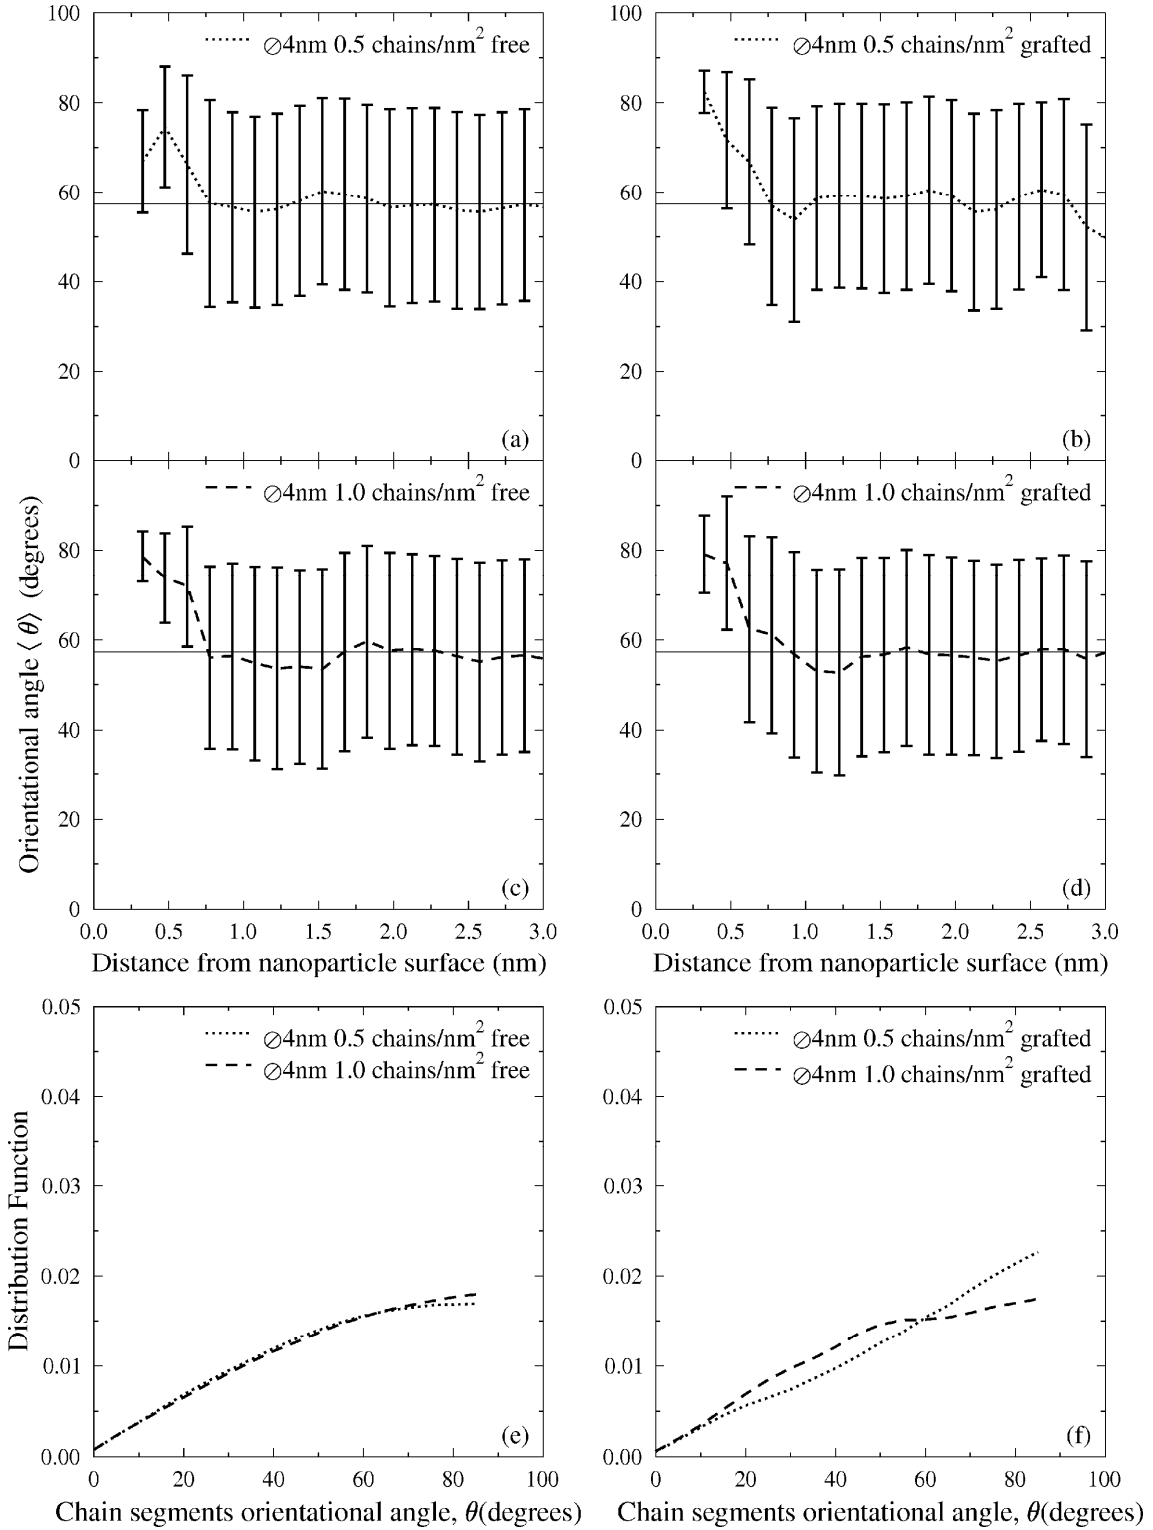 100
80
60
40
20
0
⌀4nm 0.5 chains/nm² free
(a)
100
80
60
40
20
0
⌀4nm 0.5 chains/nm² grafted
(b)
Orientational angle ⟨ θ⟩ (degrees)
80
60
40
20
0
⌀4nm 1.0 chains/nm² free
(c)
0.0 0.5 1.0 1.5 2.0 2.5 3.0
Distance from nanoparticle surface (nm)
80
60
40
20
0
⌀4nm 1.0 chains/nm² grafted
(d)
0.0 0.5 1.0 1.5 2.0 2.5 3.0
Distance from nanoparticle surface (nm)
Distribution Function
0.05
0.04
0.03
0.02
0.01
0.00
⌀4nm 0.5 chains/nm² free
⌀4nm 1.0 chains/nm² free
(e)
0 20 40 60 80 100
Chain segments orientational angle, θ(degrees)
0.05
0.04
0.03
0.02
0.01
0.00
⌀4nm 0.5 chains/nm² grafted
⌀4nm 1.0 chains/nm² grafted
(f)
0 20 40 60 80 100
Chain segments orientational angle, θ(degrees)